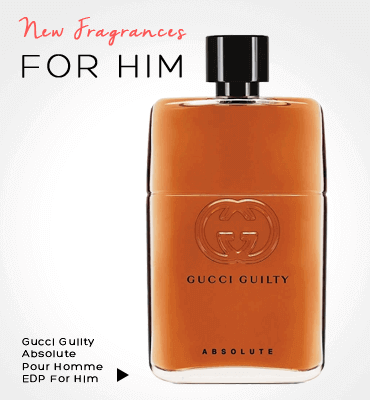 New Fragrances
FOR HIM
GUCCI GUILTY
ABSOLUTE
Gucci Guilty
Absolute
Pour Homme
EDP For Him